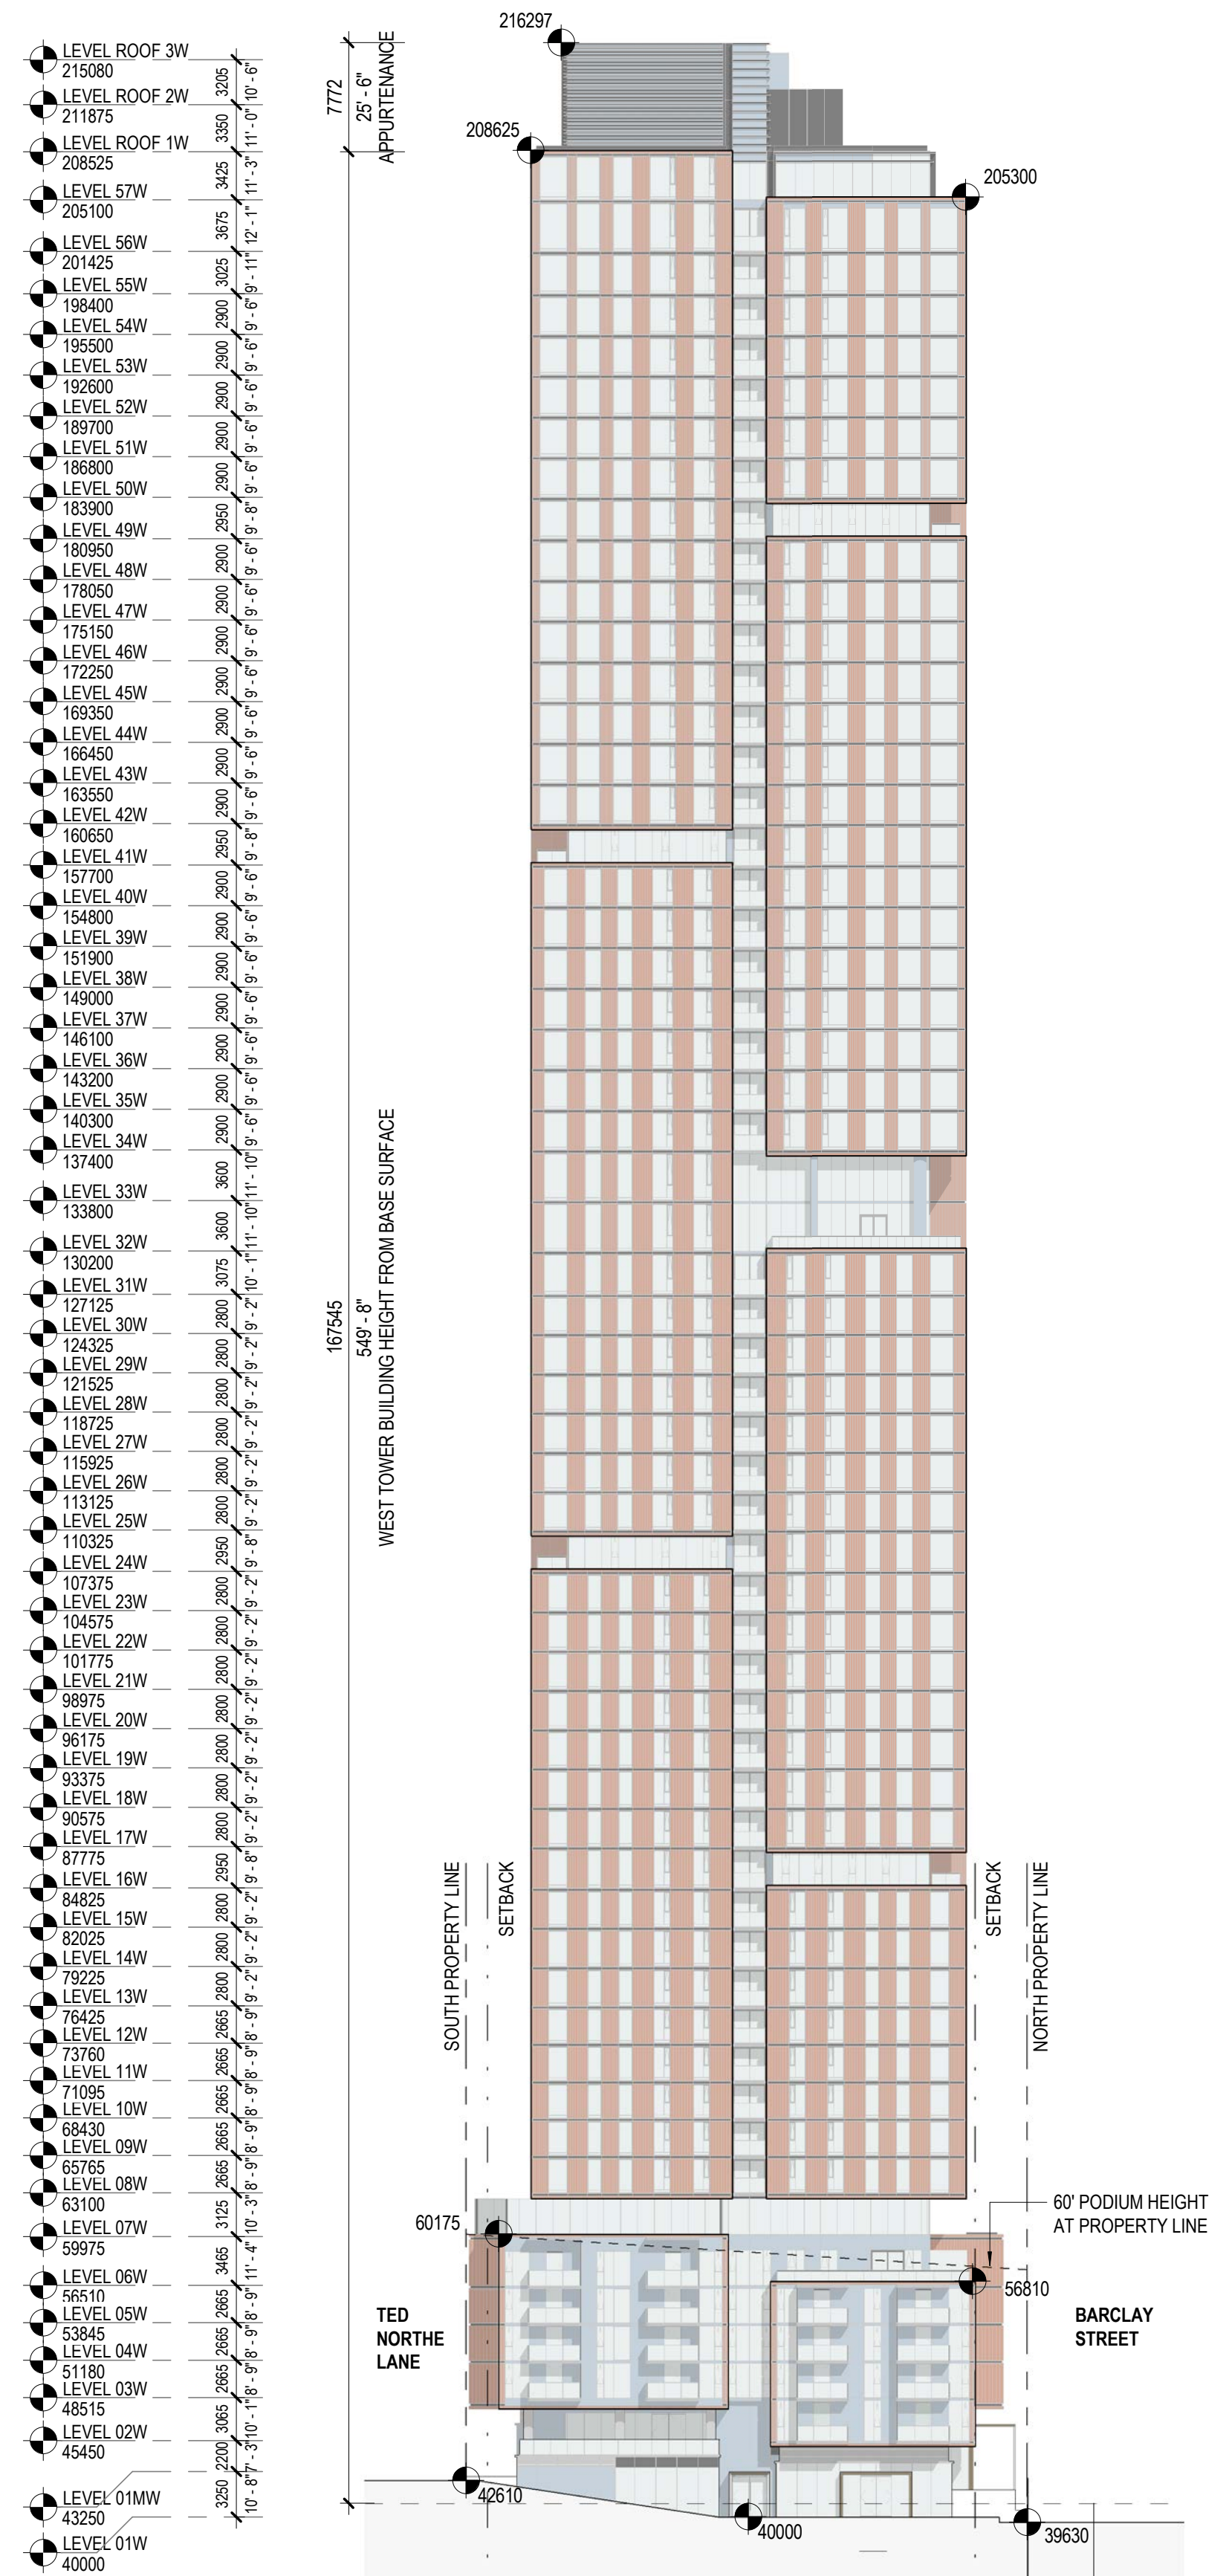 LEVEL ROOF 3W
215080
3205
10' - 6"
LEVEL ROOF 2W
211875
3350
11' - 0"
LEVEL ROOF 1W
208525
3425
11' - 3"
LEVEL 57W
205100
3675
12' - 1"
LEVEL 56W
201425
3025
9' - 11"
LEVEL 55W
198400
2900
9' - 6"
LEVEL 54W
195500
2900
9' - 6"
LEVEL 53W
192600
2900
9' - 6"
LEVEL 52W
189700
2900
9' - 6"
LEVEL 51W
186800
2900
9' - 6"
LEVEL 50W
183900
2950
9' - 8"
LEVEL 49W
180950
2900
9' - 6"
LEVEL 48W
178050
2900
9' - 6"
LEVEL 47W
175150
2900
9' - 6"
LEVEL 46W
172250
2900
9' - 6"
LEVEL 45W
169350
2900
9' - 6"
LEVEL 44W
166450
2900
9' - 6"
LEVEL 43W
163550
2900
9' - 6"
LEVEL 42W
160650
2950
9' - 8"
LEVEL 41W
157700
2900
9' - 6"
LEVEL 40W
154800
2900
9' - 6"
LEVEL 39W
151900
2900
9' - 6"
LEVEL 38W
149000
2900
9' - 6"
LEVEL 37W
146100
2900
9' - 6"
LEVEL 36W
143200
2900
9' - 6"
LEVEL 35W
140300
2900
9' - 6"
LEVEL 34W
137400
3600
11' - 10"
LEVEL 33W
133800
3600
11' - 10"
LEVEL 32W
130200
3075
10' - 1"
LEVEL 31W
127125
2800
9' - 2"
LEVEL 30W
124325
2800
9' - 2"
LEVEL 29W
121525
2800
9' - 2"
LEVEL 28W
118725
2800
9' - 2"
LEVEL 27W
115925
2800
9' - 2"
LEVEL 26W
113125
2800
9' - 2"
LEVEL 25W
110325
2950
9' - 8"
LEVEL 24W
107375
2800
9' - 2"
LEVEL 23W
104575
2800
9' - 2"
LEVEL 22W
101775
2800
9' - 2"
LEVEL 21W
98975
2800
9' - 2"
LEVEL 20W
96175
2800
9' - 2"
LEVEL 19W
93375
2800
9' - 2"
LEVEL 18W
90575
2800
9' - 2"
LEVEL 17W
87775
2950
9' - 8"
LEVEL 16W
84825
2800
9' - 2"
LEVEL 15W
82025
2800
9' - 2"
LEVEL 14W
79225
2800
9' - 2"
LEVEL 13W
76425
2665
8' - 9"
LEVEL 12W
73760
2665
8' - 9"
LEVEL 11W
71095
2665
8' - 9"
LEVEL 10W
68430
2665
8' - 9"
LEVEL 09W
65765
2665
8' - 9"
LEVEL 08W
63100
3125
10' - 3"
LEVEL 07W
59975
3465
11' - 4"
LEVEL 06W
56510
2665
8' - 9"
LEVEL 05W
53845
2665
8' - 9"
LEVEL 04W
51180
2665
8' - 9"
LEVEL 03W
48515
3065
10' - 1"
LEVEL 02W
45450
2200
7' - 3"
LEVEL 01MW
43250
3250
10' - 8"
LEVEL 01W
40000
7772
25' - 6"
APPURTENANCE
167545
549' - 8"
WEST TOWER BUILDING HEIGHT FROM BASE SURFACE
216297
208625
205300
SOUTH PROPERTY LINE
SETBACK
SETBACK
NORTH PROPERTY LINE
60175
60' PODIUM HEIGHT
AT PROPERTY LINE
56810
TED
NORTHE
LANE
BARCLAY
STREET
42610
40000
39630